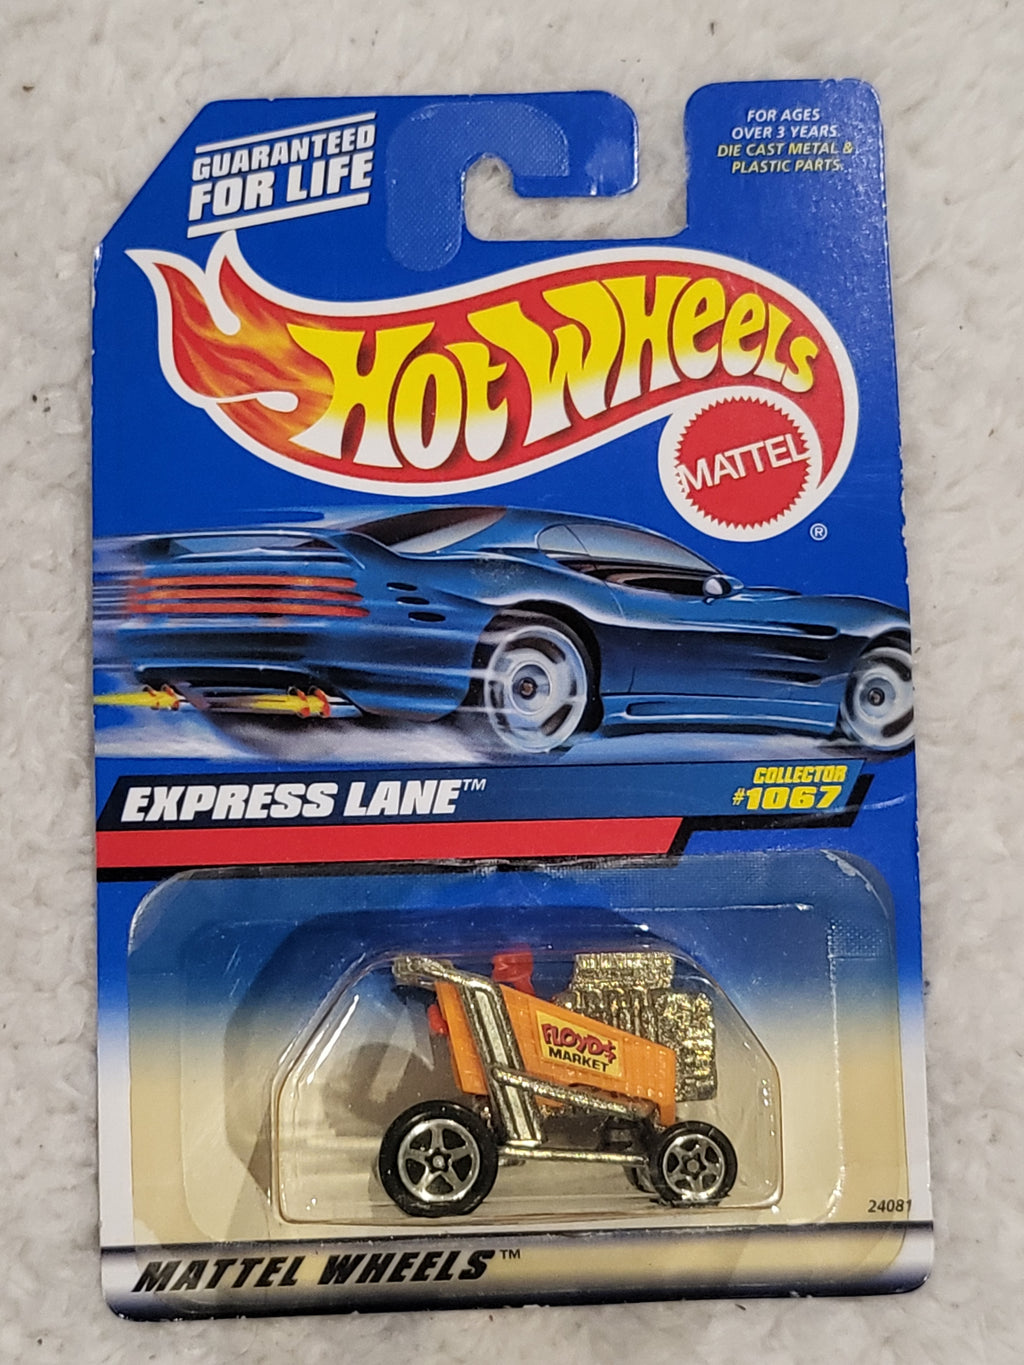 GUARANTEED
FOR LIFE
FOR AGES
OVER 3 YEARS.
DIE CAST METAL &
PLASTIC PARTS.
HOT WHEELS
MATTEL
®
EXPRESS LANE™
COLLECTOR
#1067
FLOYD$
MARKET
24081
MATTEL WHEELS™